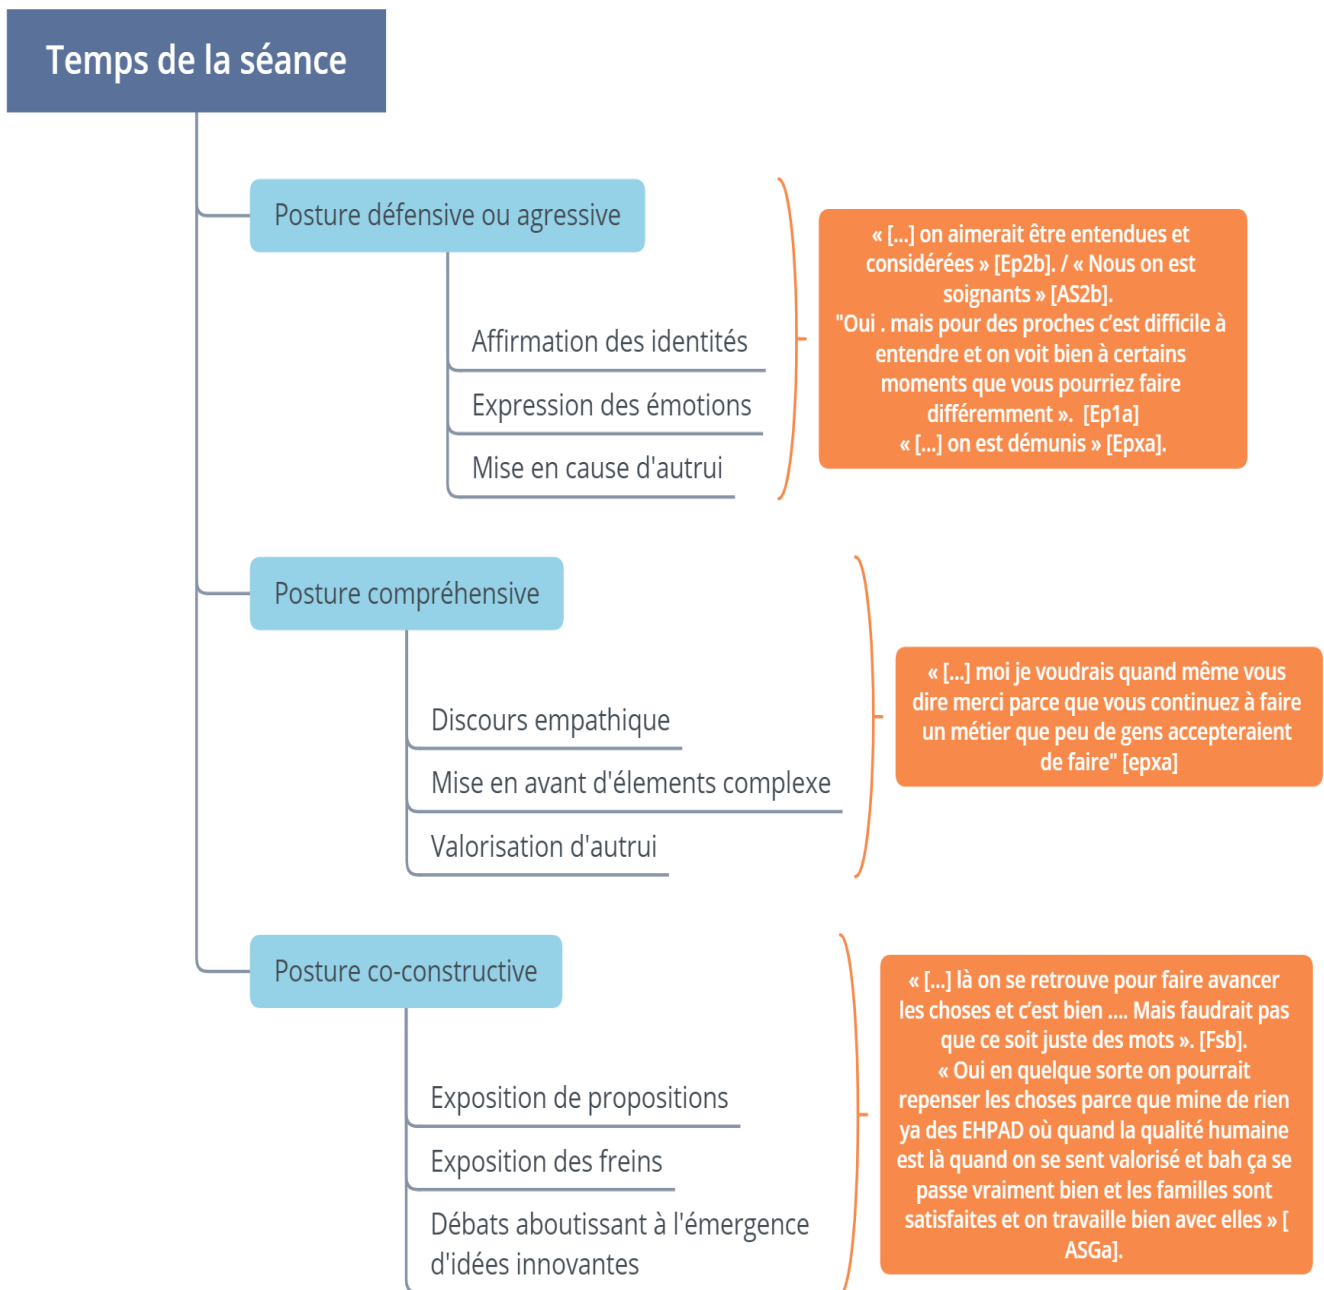 Temps de la séance
Posture défensive ou agressive
Affirmation des identités
Expression des émotions
Mise en cause d'autrui
« [...] on aimerait être entendues et
considérées » [Ep2b]. / « Nous on est
soignants » [AS2b].
"Oui . mais pour des proches c’est difficile à
entendre et on voit bien à certains
moments que vous pourriez faire
différemment ». [Ep1a]
« [...] on est démunis » [Epxa].
Posture compréhensive
Discours empathique
Mise en avant d'élements complexe
Valorisation d'autrui
« [...] moi je voudrais quand même vous
dire merci parce que vous continuez à faire
un métier que peu de gens accepteraient
de faire" [epxa]
Posture co-constructive
Exposition de propositions
Exposition des freins
Débats aboutissant à l'émergence
d'idées innovantes
« [...] là on se retrouve pour faire avancer
les choses et c’est bien .... Mais faudrait pas
que ce soit juste des mots ». [Fsb].
« Oui en quelque sorte on pourrait
repenser les choses parce que mine de rien
ya des EHPAD où quand la qualité humaine
est là quand on se sent valorisé et bah ça se
passe vraiment bien et les familles sont
satisfaites et on travaille bien avec elles » [
ASGa].